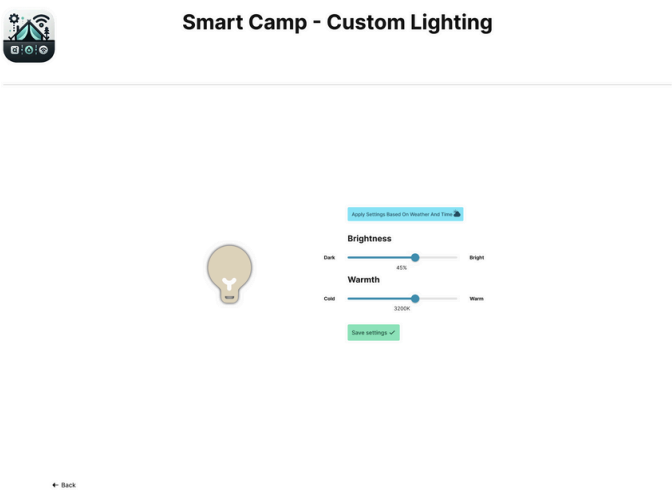 Smart Camp - Custom Lighting
Apply Settings Based On Weather And Time
Brightness
Dark
Bright
45%
Warmth
Cold
Warm
3200K
Save settings
Back